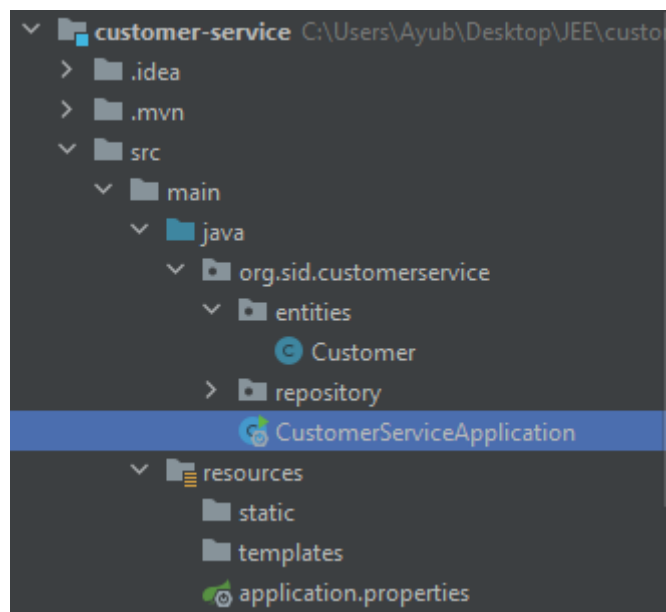 customer-service C:\Users\Ayub\Desktop\JEE\custo
.idea
.mvn
src
main
java
org.sid.customerservice
entities
Customer
repository
CustomerServiceApplication
resources
static
templates
application.properties